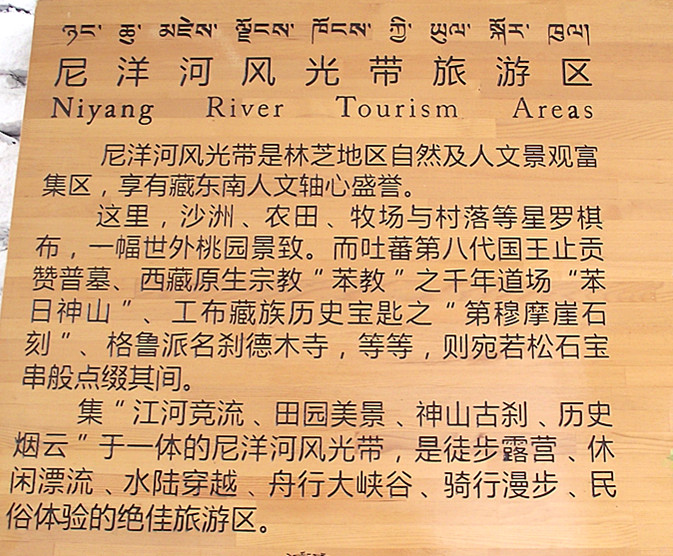 ཉང་ ཆུ་ མཛེས་ ལྗོངས་ ཁོངས་ ཀྱི་ ཡུལ་ སྐོར་ ཁུལ།
尼洋河风光带旅游区
Niyang River Tourism Areas
尼洋河风光带是林芝地区自然及人文景观富
集区，享有藏东南人文轴心盛誉。
这里，沙洲、农田、牧场与村落等星罗棋
布，一幅世外桃园景致。而吐蕃第八代国王止贡
赞普墓、西藏原生宗教“苯教”之千年道场“苯
日神山”、工布藏族历史宝匙之“第穆摩崖石
刻”、格鲁派名刹德木寺，等等，则宛若松石宝
串般点缀其间。
集“江河竞流、田园美景、神山古刹、历史
烟云”于一体的尼洋河风光带，是徒步露营、休
闲漂流、水陆穿越、舟行大峡谷、骑行漫步、民
俗体验的绝佳旅游区。